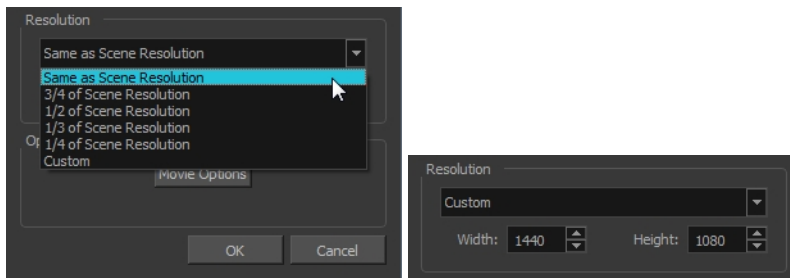 Resolution
Same as Scene Resolution
Same as Scene Resolution
3/4 of Scene Resolution
1/2 of Scene Resolution
1/3 of Scene Resolution
1/4 of Scene Resolution
Custom
Op
Movie Options
OK
Cancel
Resolution
Custom
Width: 1440
Height: 1080